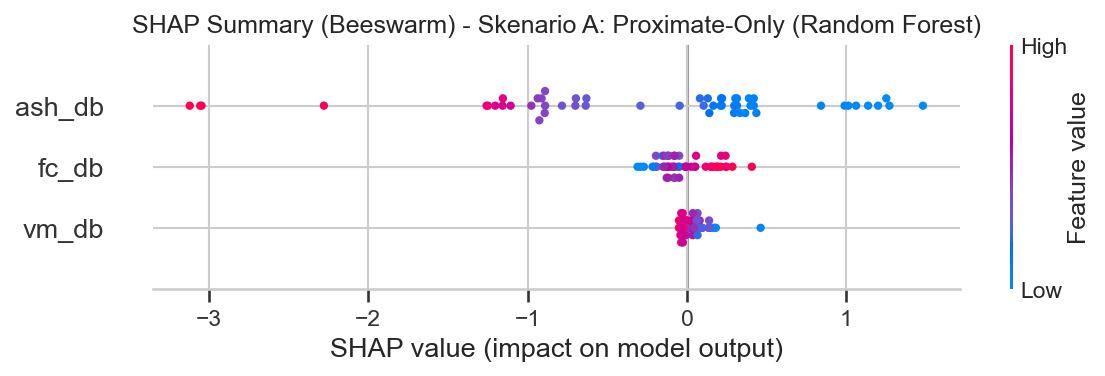 SHAP Summary (Beeswarm) - Skenario A: Proximate-Only (Random Forest)
High
ash_db
fc_db
vm_db
Feature value
Low
−3 −2 −1 0 1
SHAP value (impact on model output)